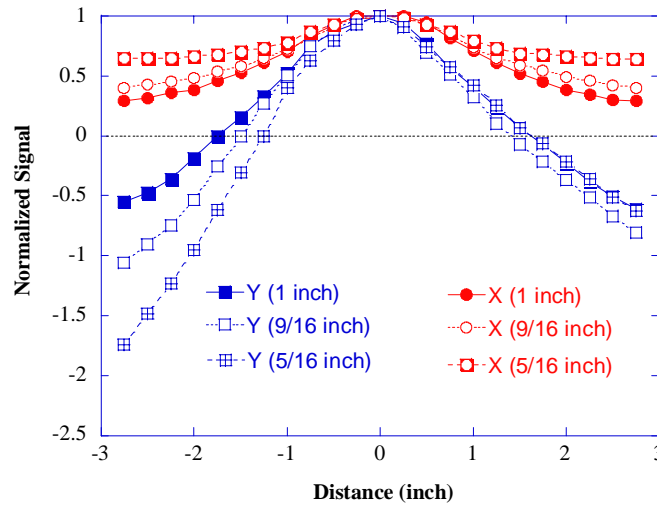 1
0.5
0
-0.5
-1
-1.5
-2
-2.5
Normalized Signal
Y (1 inch)
Y (9/16 inch)
Y (5/16 inch)
X (1 inch)
X (9/16 inch)
X (5/16 inch)
-3 -2 -1 0 1 2 3
Distance (inch)